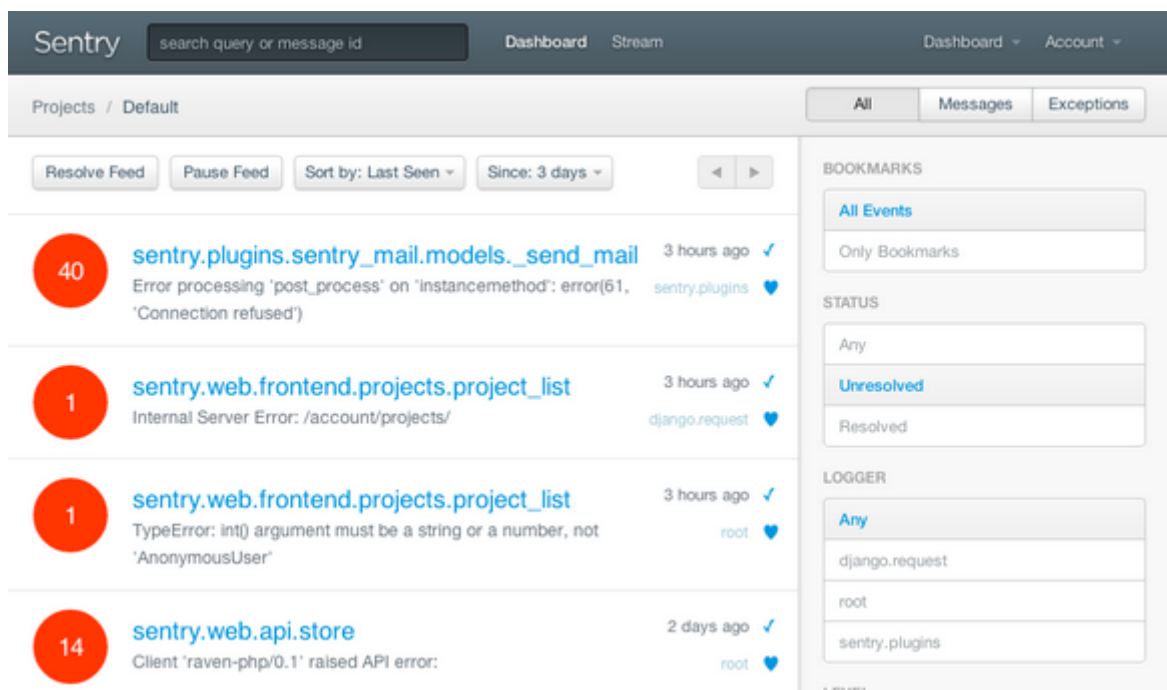 Sentry search query or message id Dashboard Stream Dashboard Account
Projects / Default All Messages Exceptions
Resolve Feed Pause Feed Sort by: Last Seen Since: 3 days
40
sentry.plugins.sentry_mail.models._send_mail 3 hours ago
Error processing 'post_process' on 'instancemethod': error(61, sentry.plugins
'Connection refused')
1
sentry.web.frontend.projects.project_list 3 hours ago
Internal Server Error: /account/projects/ django.request
1
sentry.web.frontend.projects.project_list 3 hours ago
TypeError: int() argument must be a string or a number, not root
'AnonymousUser'
14
sentry.web.api.store 2 days ago
Client 'raven-php/0.1' raised API error: root
BOOKMARKS
All Events
Only Bookmarks
STATUS
Any
Unresolved
Resolved
LOGGER
Any
django.request
root
sentry.plugins